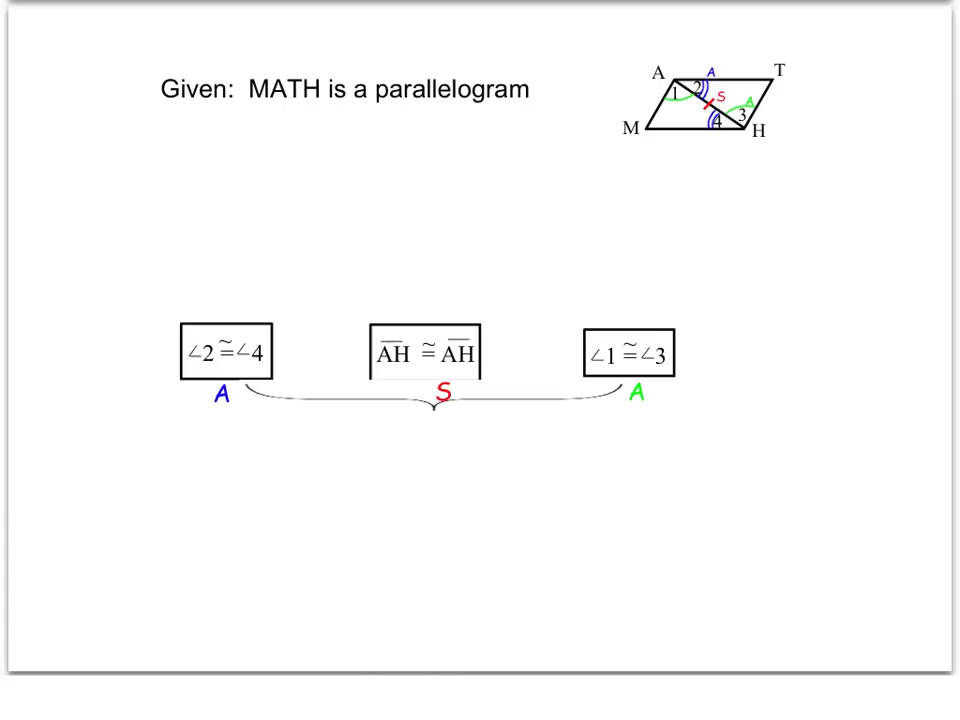 Given: MATH is a parallelogram
A A T
1 2 S A
4 3
M H
∠2 ≅ ∠4
AH ≅ AH
∠1 ≅ ∠3
A S A